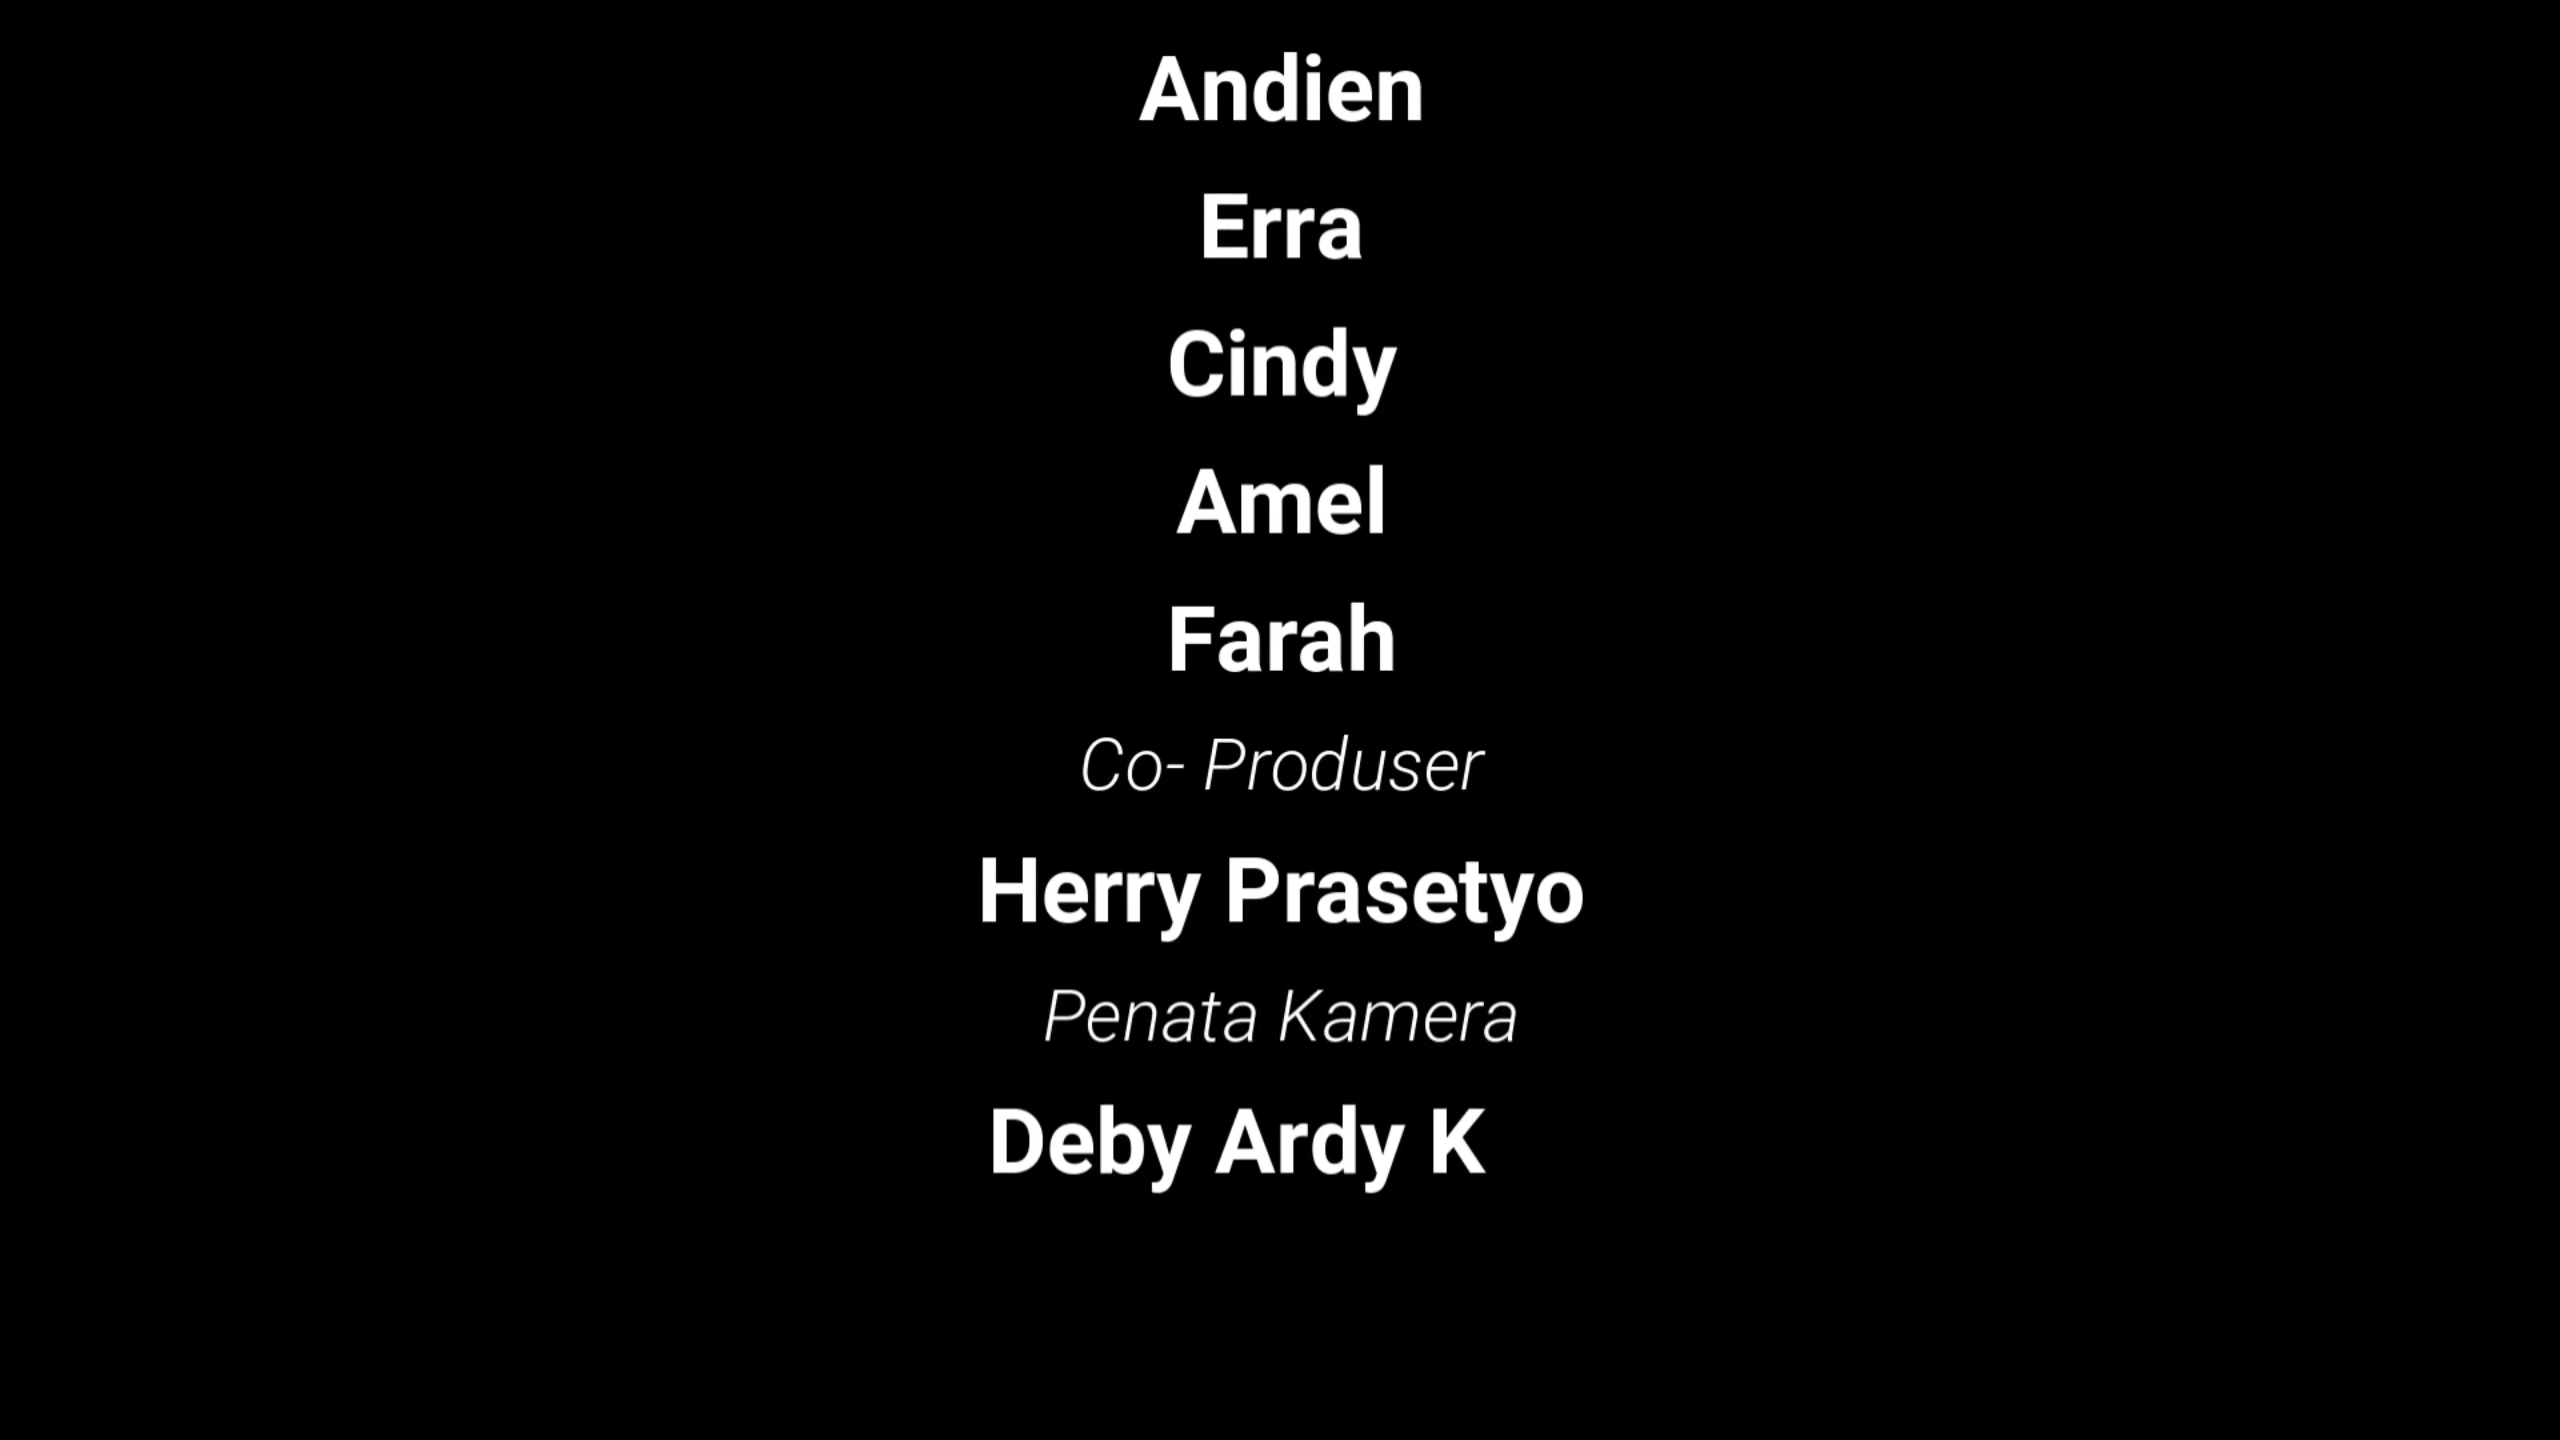 Andien
Erra
Cindy
Amel
Farah
Co- Produser
Herry Prasetyo
Penata Kamera
Deby Ardy K